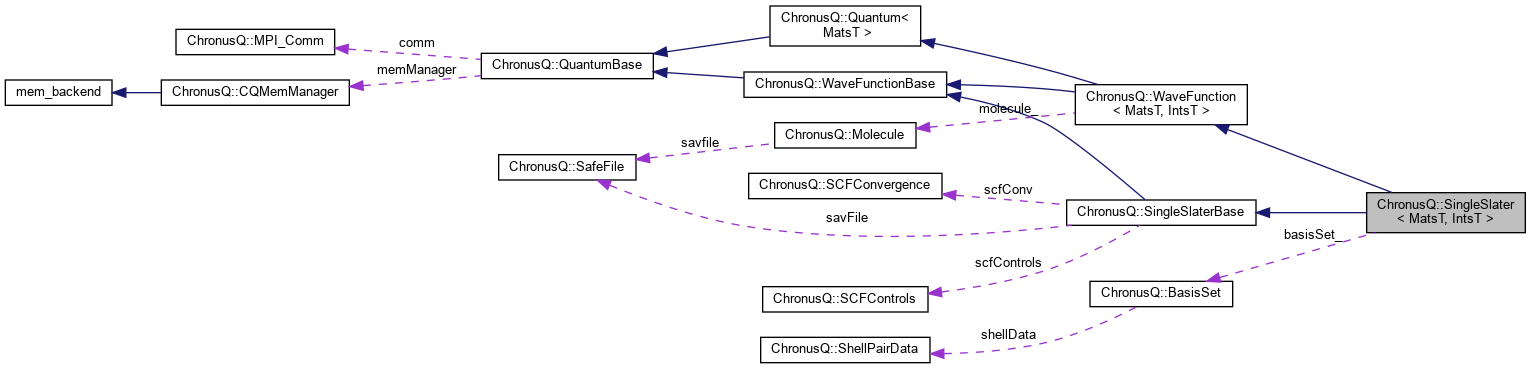 ChronusQ::Quantum<
MatsT >
ChronusQ::MPI_Comm
comm
ChronusQ::QuantumBase
memManager
mem_backend
ChronusQ::CQMemManager
ChronusQ::WaveFunctionBase
ChronusQ::WaveFunction
< MatsT, IntsT >
molecule_
ChronusQ::Molecule
savfile
ChronusQ::SafeFile
ChronusQ::SCFConvergence
scfConv
savFile
ChronusQ::SingleSlaterBase
ChronusQ::SingleSlater
< MatsT, IntsT >
basisSet_
scfControls
ChronusQ::SCFControls
ChronusQ::BasisSet
shellData
ChronusQ::ShellPairData